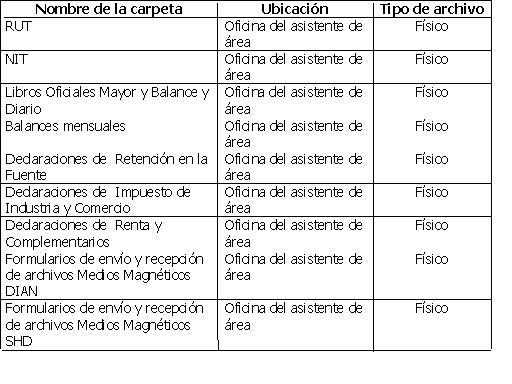 Nombre de la carpeta Ubicación Tipo de archivo
RUT Oficina del asistente de Físico
área
NIT Oficina del asistente de Físico
área
Libros Oficiales Mayor y Balance y Oficina del asistente de Físico
Diario área
Balances mensuales Oficina del asistente de Físico
área
Declaraciones de Retención en la Oficina del asistente de Físico
Fuente área
Declaraciones de Impuesto de Oficina del asistente de Físico
Industria y Comercio área
Declaraciones de Renta y Oficina del asistente de Físico
Complementarios área
Formularios de envío y recepción Oficina del asistente de Físico
de archivos Medios Magnéticos área
DIAN
Formularios de envío y recepción Oficina del asistente de Físico
de archivos Medios Magnéticos área
SHD